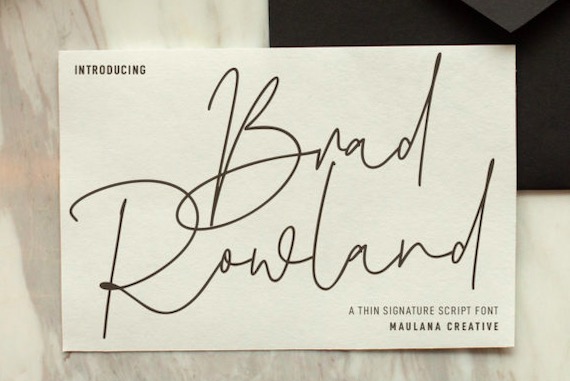 INTRODUCING
Brad
Rowland
A THIN SIGNATURE SCRIPT FONT
MAULANA CREATIVE